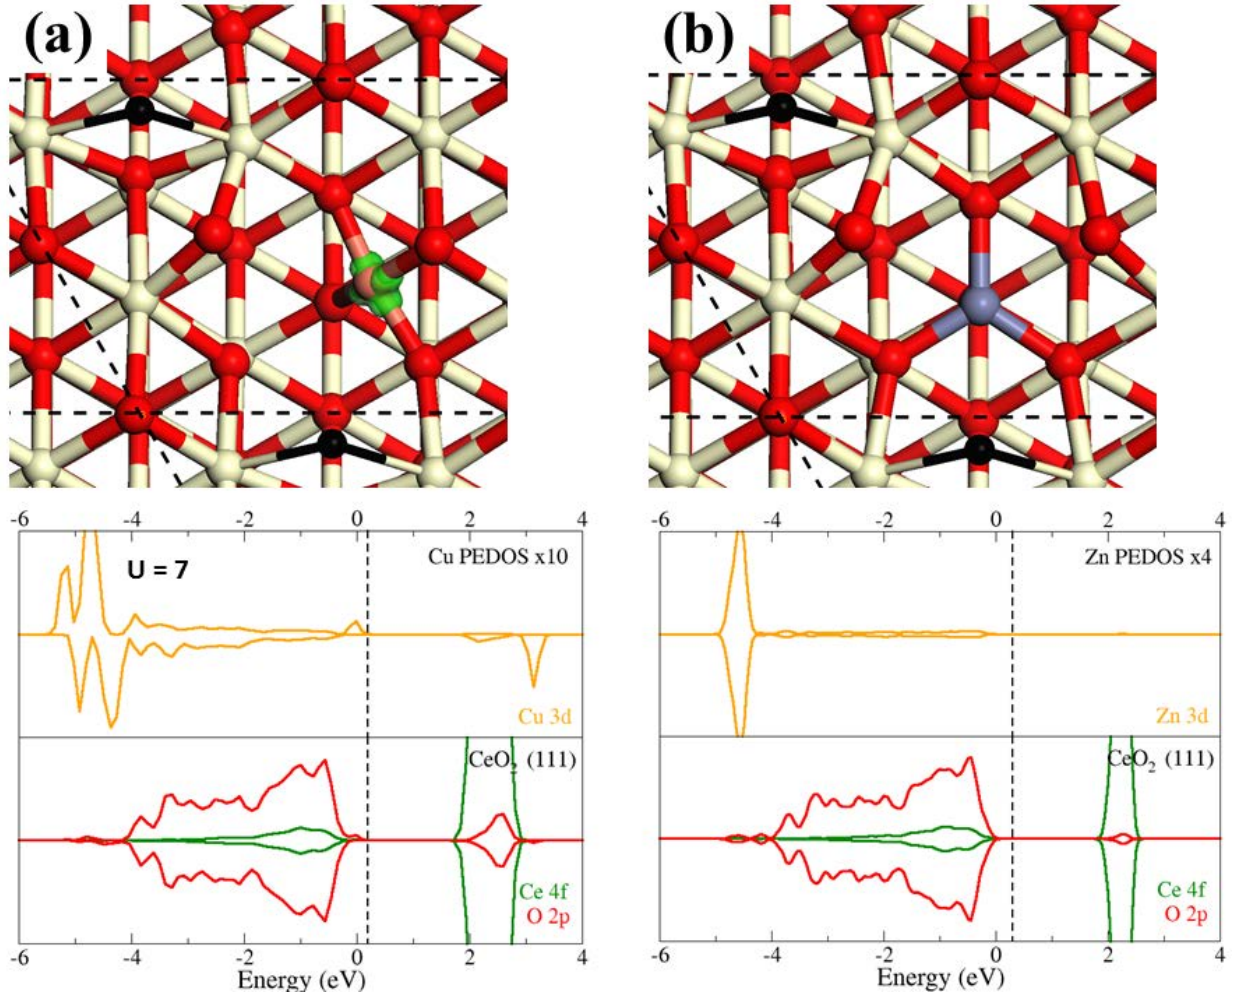 (a)
(b)
-6 -4 -2 0 2 4
U = 7
Cu PEDOS x10
Cu 3d
CeO₂ (111)
Ce 4f
O 2p
-6 -4 -2 0 2 4
Energy (eV)
-6 -4 -2 0 2 4
Zn PEDOS x4
Zn 3d
CeO₂ (111)
Ce 4f
O 2p
-6 -4 -2 0 2 4
Energy (eV)